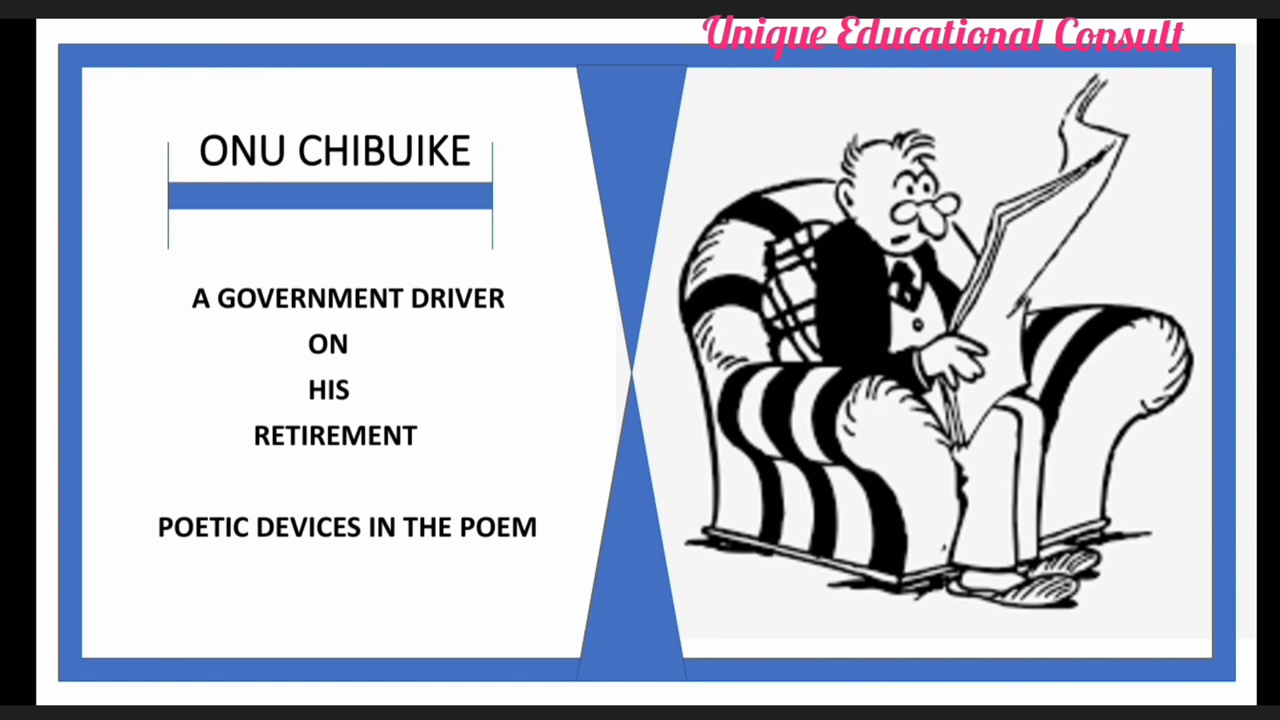 Unique Educational Consult
ONU CHIBUIKE
A GOVERNMENT DRIVER
ON
HIS
RETIREMENT
POETIC DEVICES IN THE POEM